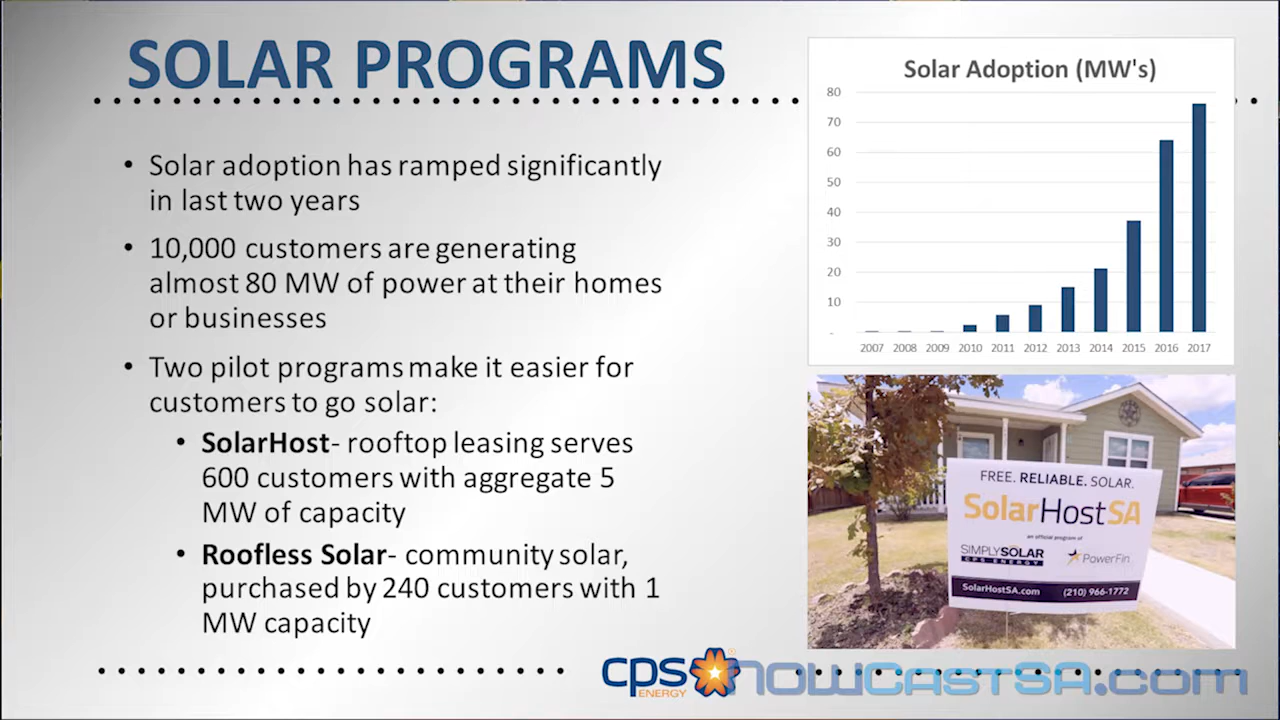 SOLAR PROGRAMS
• Solar adoption has ramped significantly
in last two years
• 10,000 customers are generating
almost 80 MW of power at their homes
or businesses
• Two pilot programs make it easier for
customers to go solar:
• SolarHost- rooftop leasing serves
600 customers with aggregate 5
MW of capacity
• Roofless Solar- community solar,
purchased by 240 customers with 1
MW capacity
Solar Adoption (MW's)
80
70
60
50
40
30
20
10
-
2007 2008 2009 2010 2011 2012 2013 2014 2015 2016 2017
FREE. RELIABLE. SOLAR.
SolarHostSA
an official program of
SIMPLYSOLAR PowerFin
CPS ENERGY
SolarHostSA.com (210) 966-1772
cps
ENERGY
nowcastsa.com